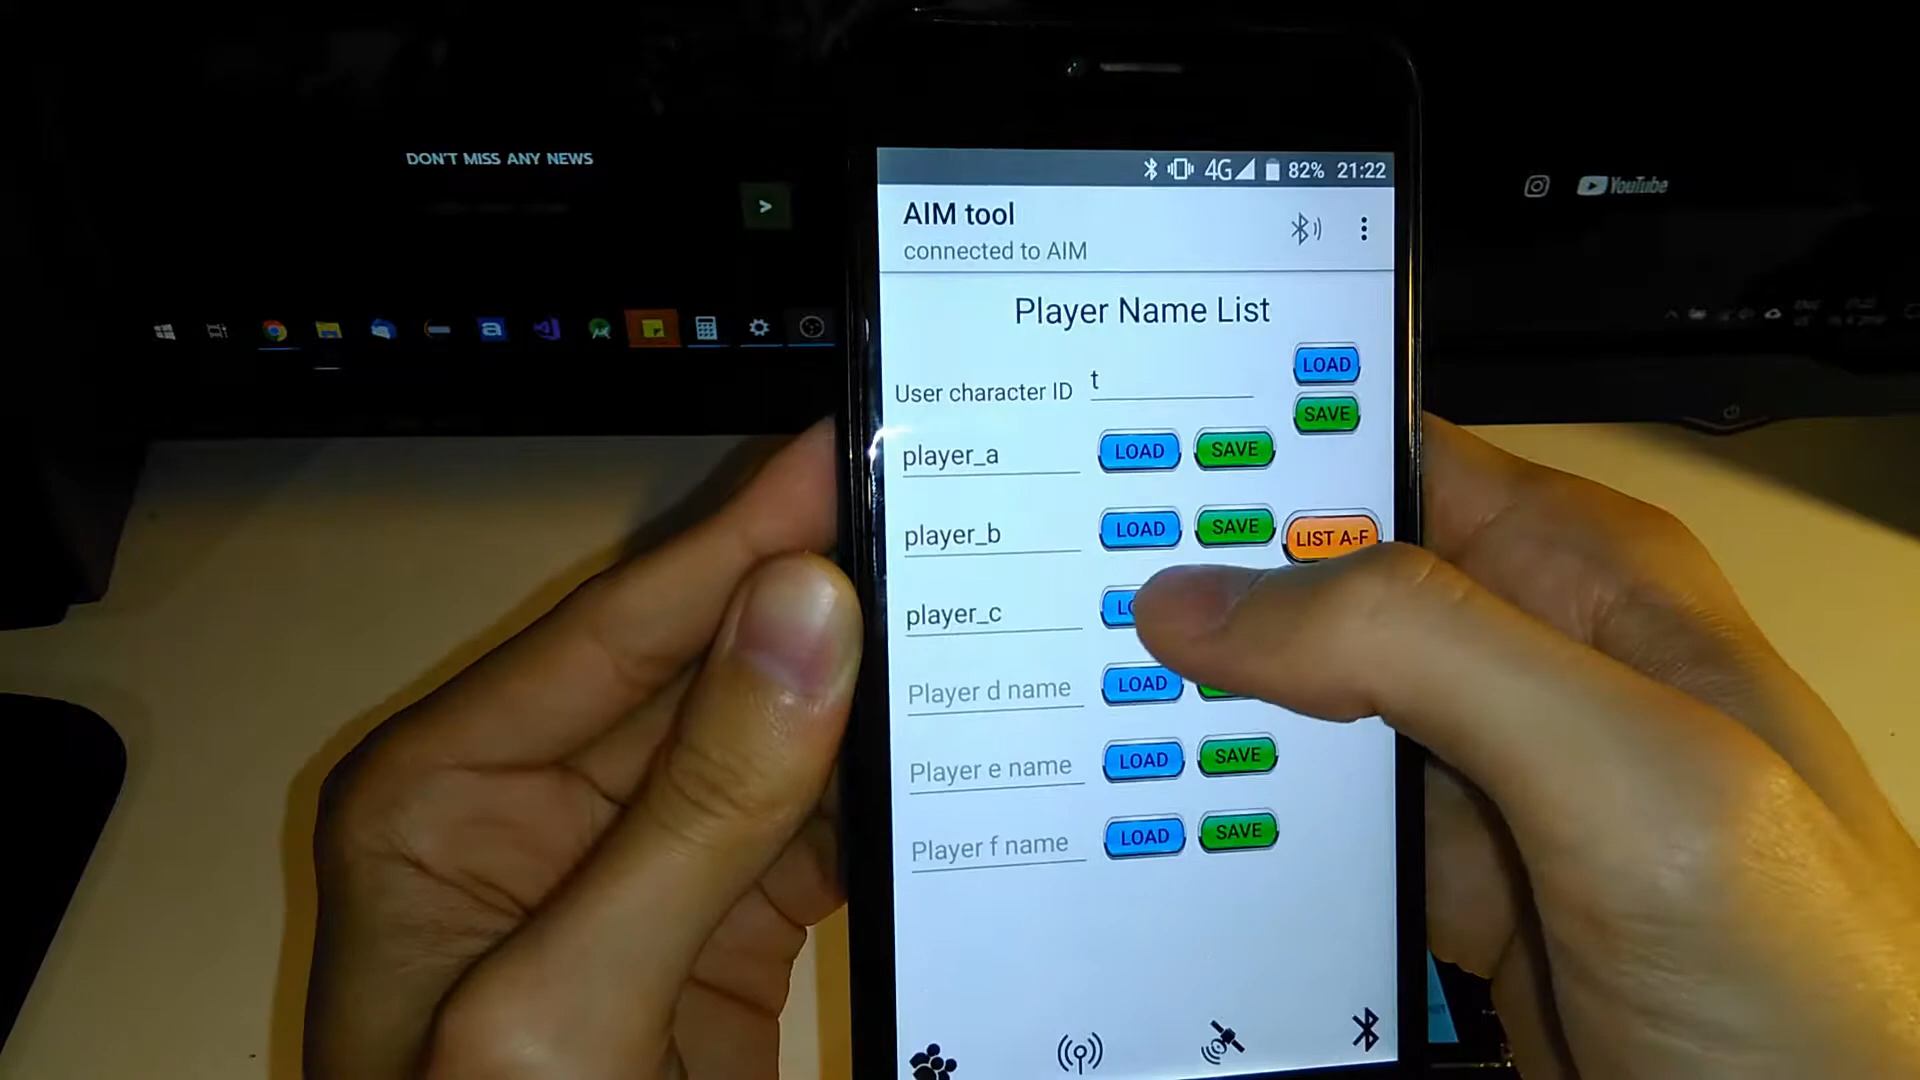 DON'T MISS ANY NEWS
>
YouTube
4G 82% 21:22
AIM tool
connected to AIM
Player Name List
User character ID t
LOAD
SAVE
player_a LOAD SAVE
player_b LOAD SAVE
LIST A-F
player_c
Player d name LOAD
Player e name LOAD SAVE
Player f name LOAD SAVE